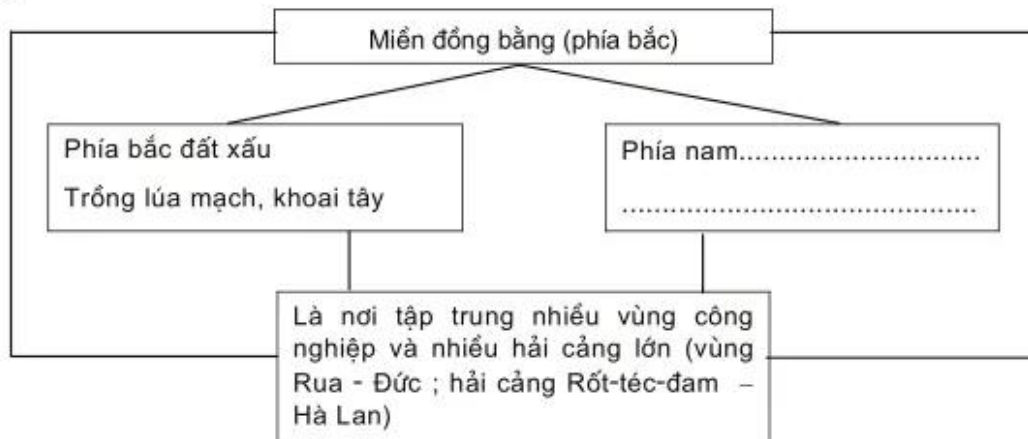 Miền đồng bằng (phía bắc)
Phía bắc đất xấu
Trồng lúa mạch, khoai tây
Phía nam..............................
............................................
Là nơi tập trung nhiều vùng công
nghiệp và nhiều hải cảng lớn (vùng
Rua - Đức ; hải cảng Rốt-téc-đam –
Hà Lan)